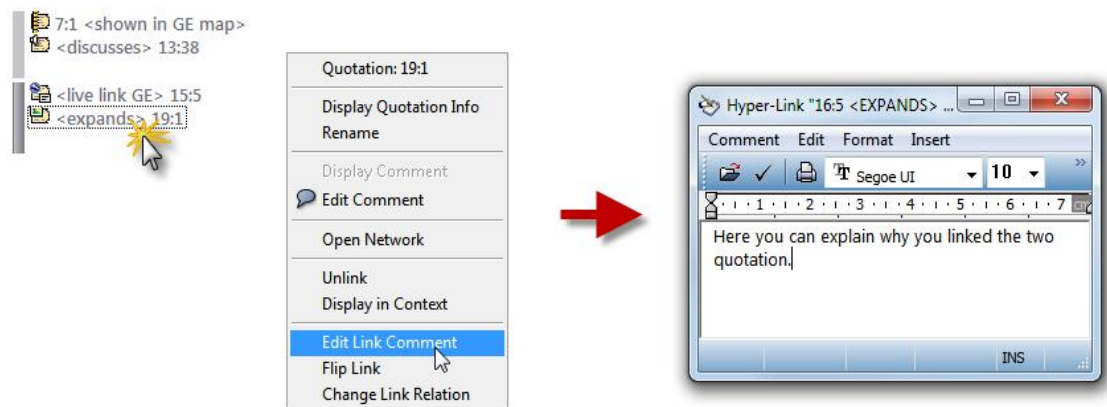 7:1 <shown in GE map>
<discusses> 13:38
<live link GE> 15:5
<expands> 19:1
Quotation: 19:1
Display Quotation Info
Rename
Display Comment
Edit Comment
Open Network
Unlink
Display in Context
Edit Link Comment
Flip Link
Change Link Relation
Hyper-Link "16:5 <EXPANDS> ...
Comment Edit Format Insert
Segoe UI 10
1 2 3 4 5 6 7 cm
Here you can explain why you linked the two
quotation.
INS